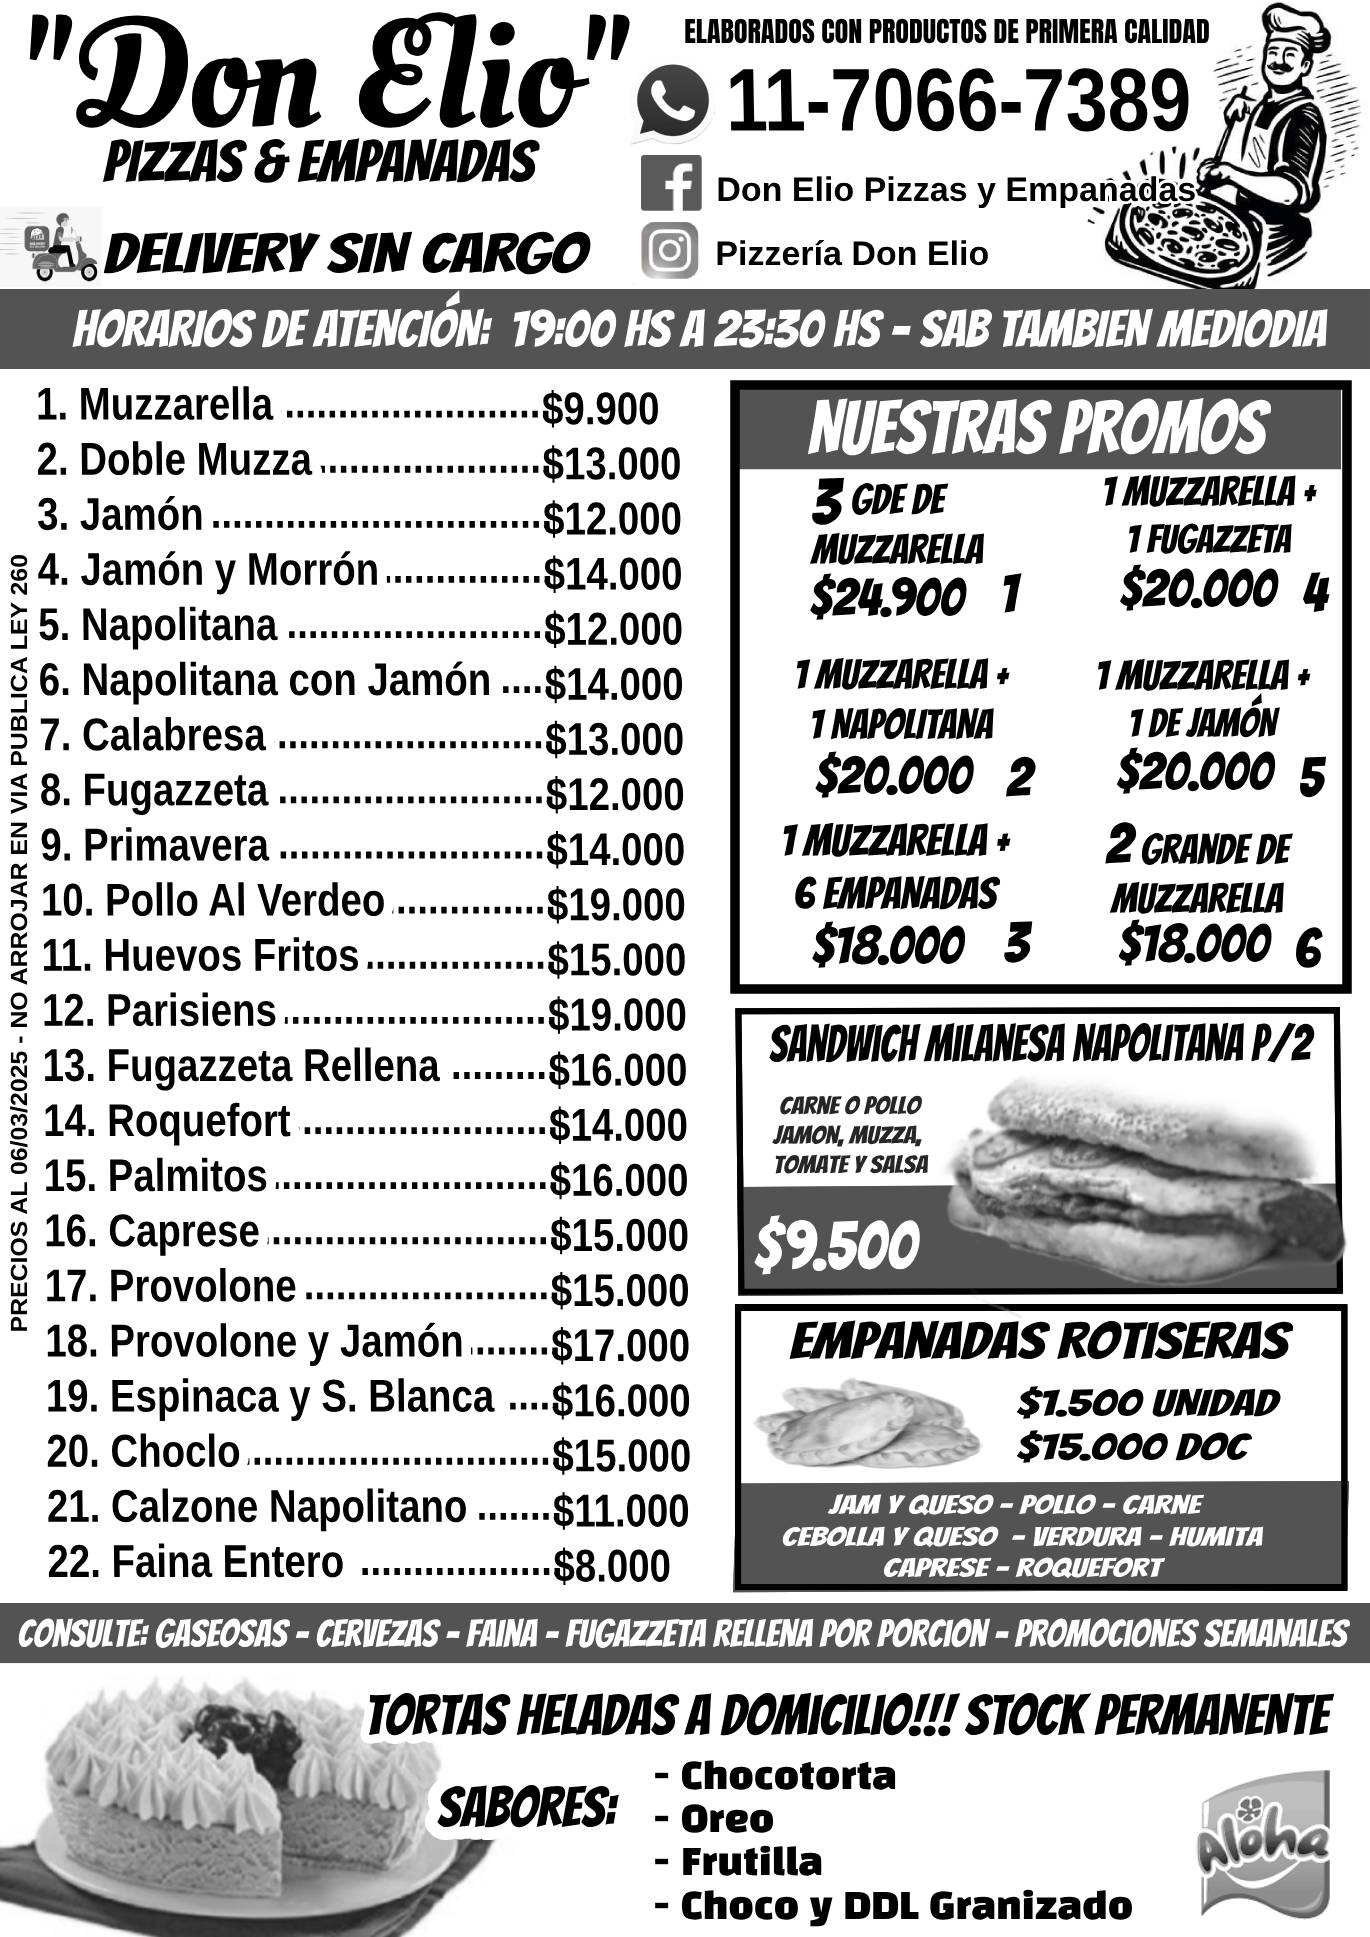 "Don Elio"
PIZZAS & EMPANADAS
DELIVERY SIN CARGO
ELABORADOS CON PRODUCTOS DE PRIMERA CALIDAD
11-7066-7389
Don Elio Pizzas y Empanadas
Pizzería Don Elio
HORARIOS DE ATENCIÓN: 19:00 HS A 23:30 HS - SAB TAMBIEN MEDIODIA
PRECIOS AL 06/03/2025 - NO ARROJAR EN VIA PUBLICA LEY 260
1. Muzzarella ........................$9.900
2. Doble Muzza .....................$13.000
3. Jamón ...............................$12.000
4. Jamón y Morrón ...............$14.000
5. Napolitana ........................$12.000
6. Napolitana con Jamón ....$14.000
7. Calabresa .........................$13.000
8. Fugazzeta .........................$12.000
9. Primavera .........................$14.000
10. Pollo Al Verdeo ..............$19.000
11. Huevos Fritos .................$15.000
12. Parisiens .........................$19.000
13. Fugazzeta Rellena .........$16.000
14. Roquefort .......................$14.000
15. Palmitos ..........................$16.000
16. Caprese ...........................$15.000
17. Provolone .......................$15.000
18. Provolone y Jamón ........$17.000
19. Espinaca y S. Blanca ....$16.000
20. Choclo .............................$15.000
21. Calzone Napolitano .......$11.000
22. Faina Entero ..................$8.000
NUESTRAS PROMOS
3 GDE DE
MUZZARELLA
$24.900 1
1 MUZZARELLA +
1 NAPOLITANA
$20.000 2
1 MUZZARELLA +
6 EMPANADAS
$18.000 3
1 MUZZARELLA +
1 FUGAZZETA
$20.000 4
1 MUZZARELLA +
1 DE JAMÓN
$20.000 5
2 GRANDE DE
MUZZARELLA
$18.000 6
SANDWICH MILANESA NAPOLITANA P/2
CARNE O POLLO
JAMON, MUZZA,
TOMATE Y SALSA
$9.500
EMPANADAS ROTISERAS
$1.500 UNIDAD
$15.000 DOC
JAM Y QUESO - POLLO - CARNE
CEBOLLA Y QUESO - VERDURA - HUMITA
CAPRESE - ROQUEFORT
CONSULTE: GASEOSAS - CERVEZAS - FAINA - FUGAZZETA RELLENA POR PORCION - PROMOCIONES SEMANALES
TORTAS HELADAS A DOMICILIO!!! STOCK PERMANENTE
SABORES:
- Chocotorta
- Oreo
- Frutilla
- Choco y DDL Granizado
Aloha